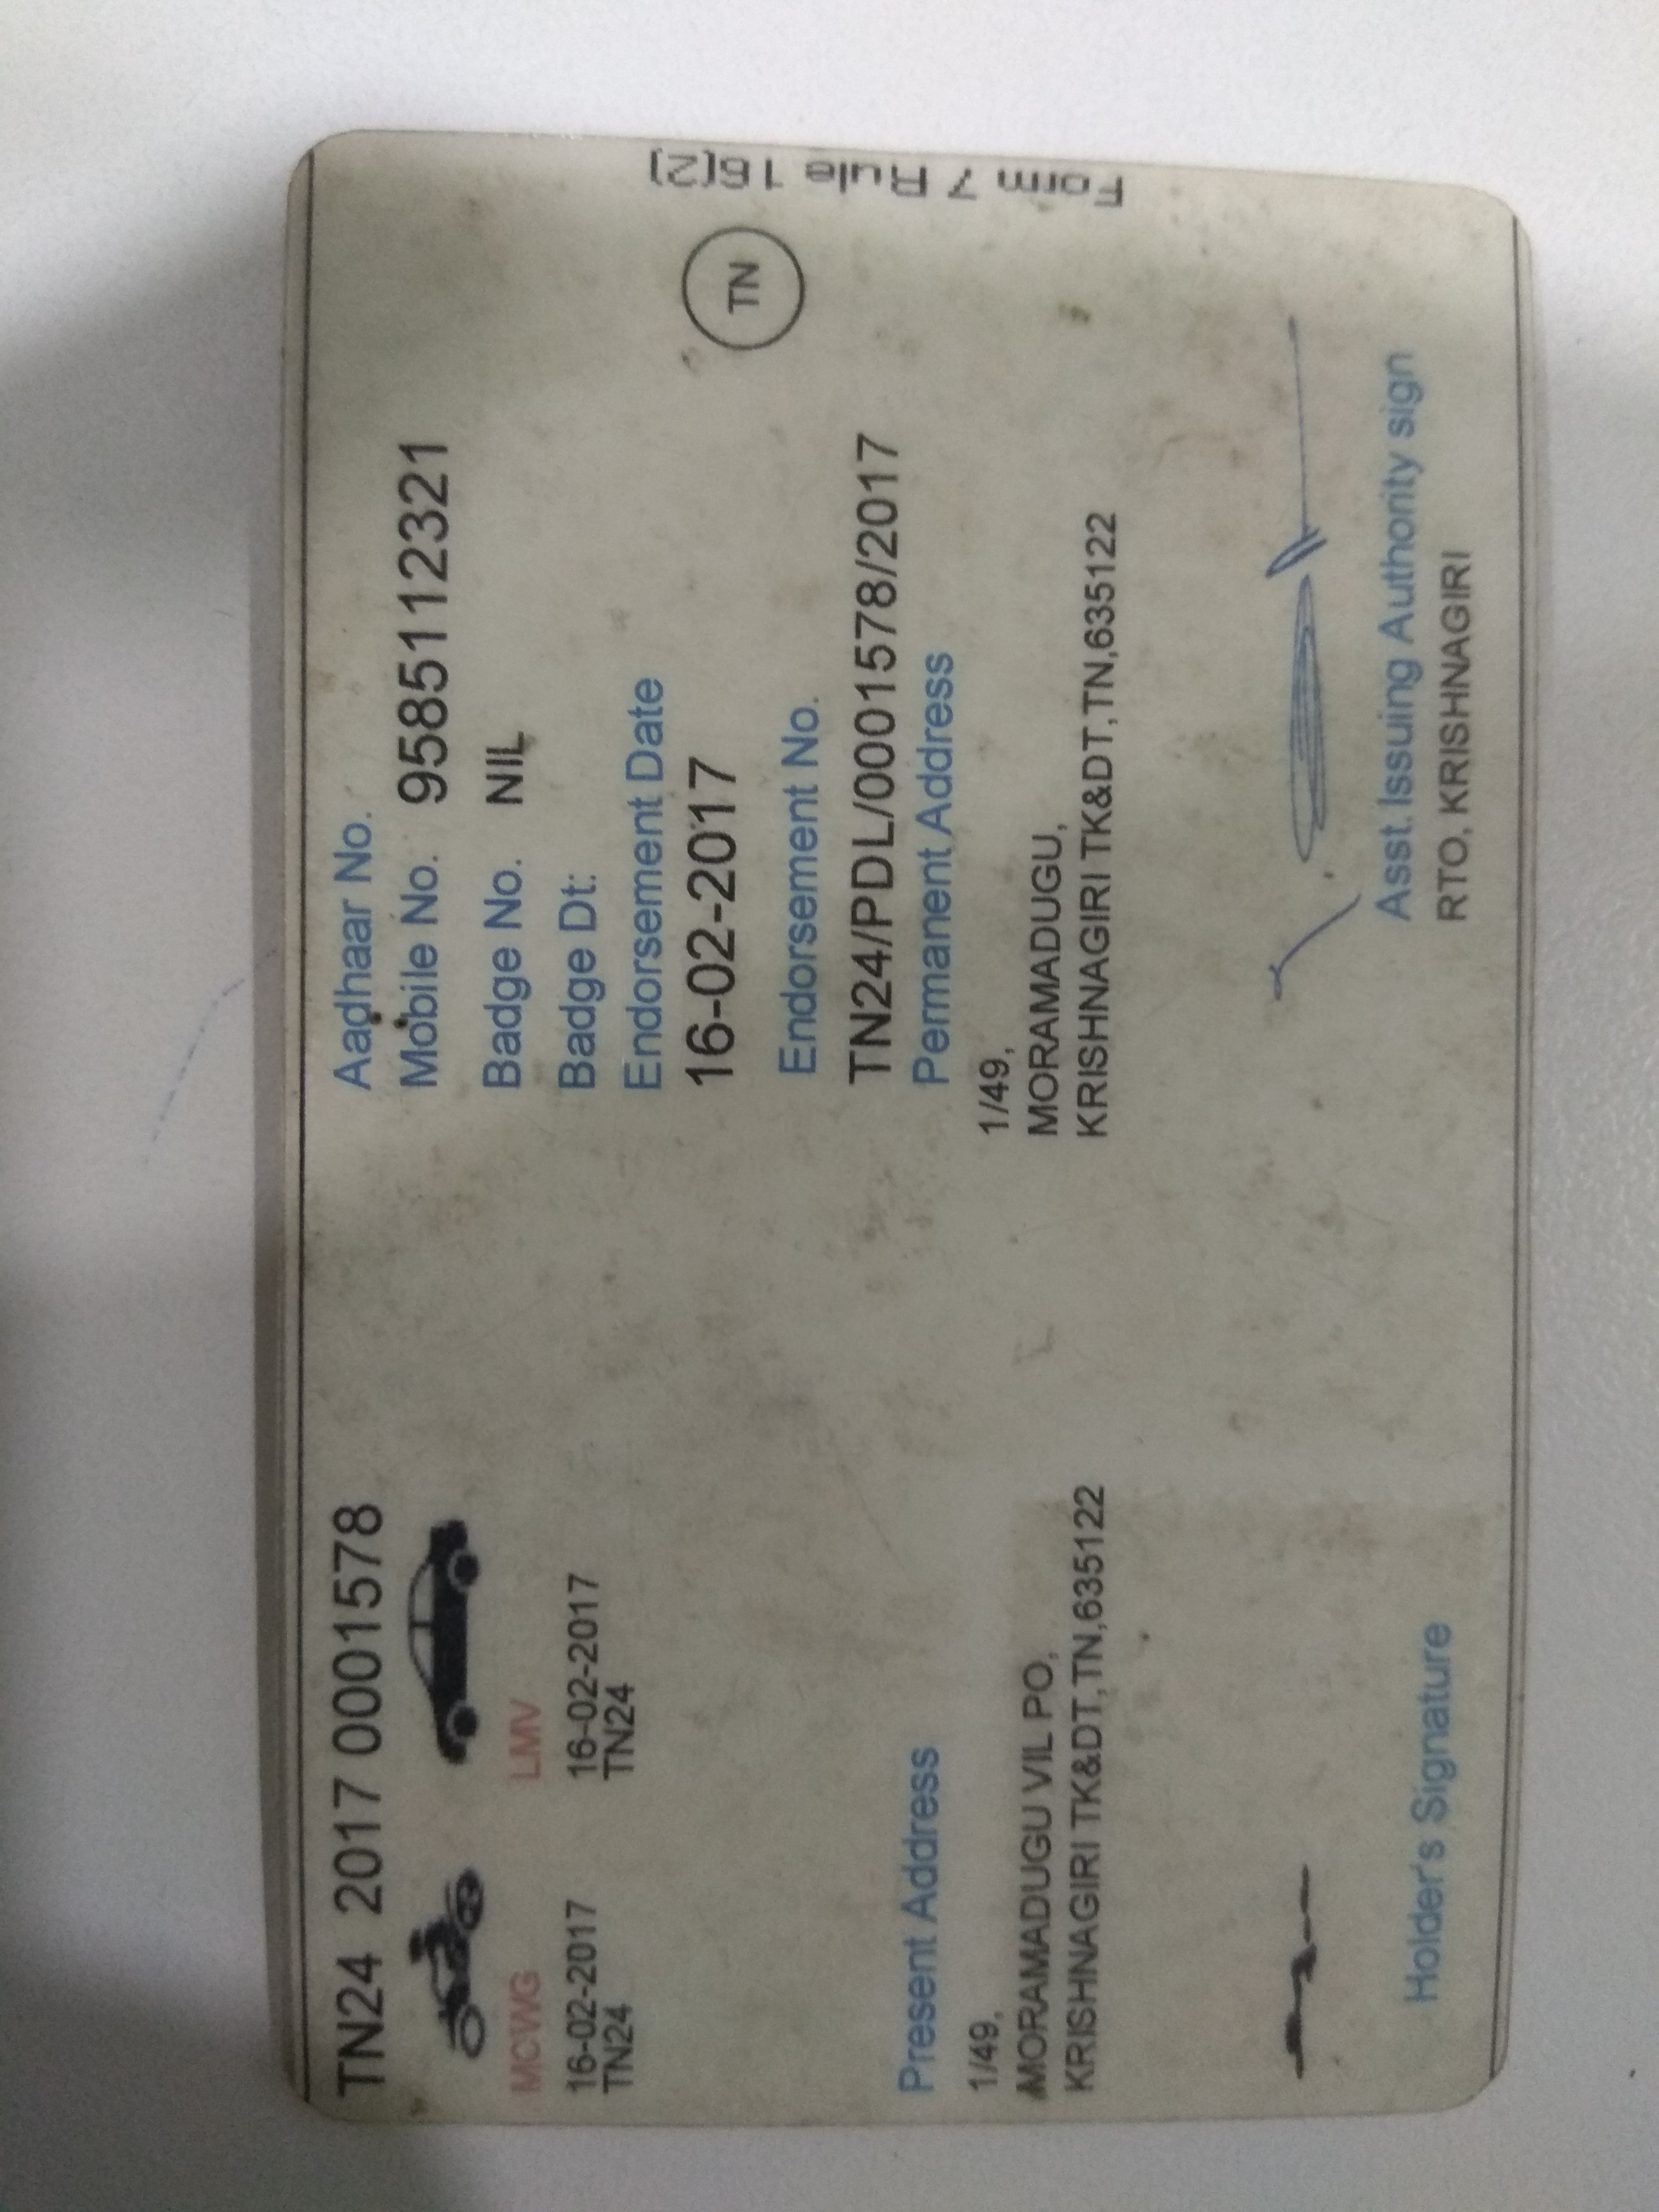 TN24 2017 0001578
MCWG
16-02-2017
TN24
LMV
16-02-2017
TN24
Present Address
1/49,
MORAMADUGU VIL PO,
KRISHNAGIRI TK&DT,TN,635122
Holder's Signature
Aadhaar No.
Mobile No. 9585112321
Badge No. NIL
Badge Dt:
Endorsement Date
16-02-2017
TN
Endorsement No.
TN24/PDL/0001578/2017
Permanent Address
1/49,
MORAMADUGU,
KRISHNAGIRI TK&DT,TN,635122
Asst. Issuing Authority sign
RTO, KRISHNAGIRI
Form 7 Rule 16(2)